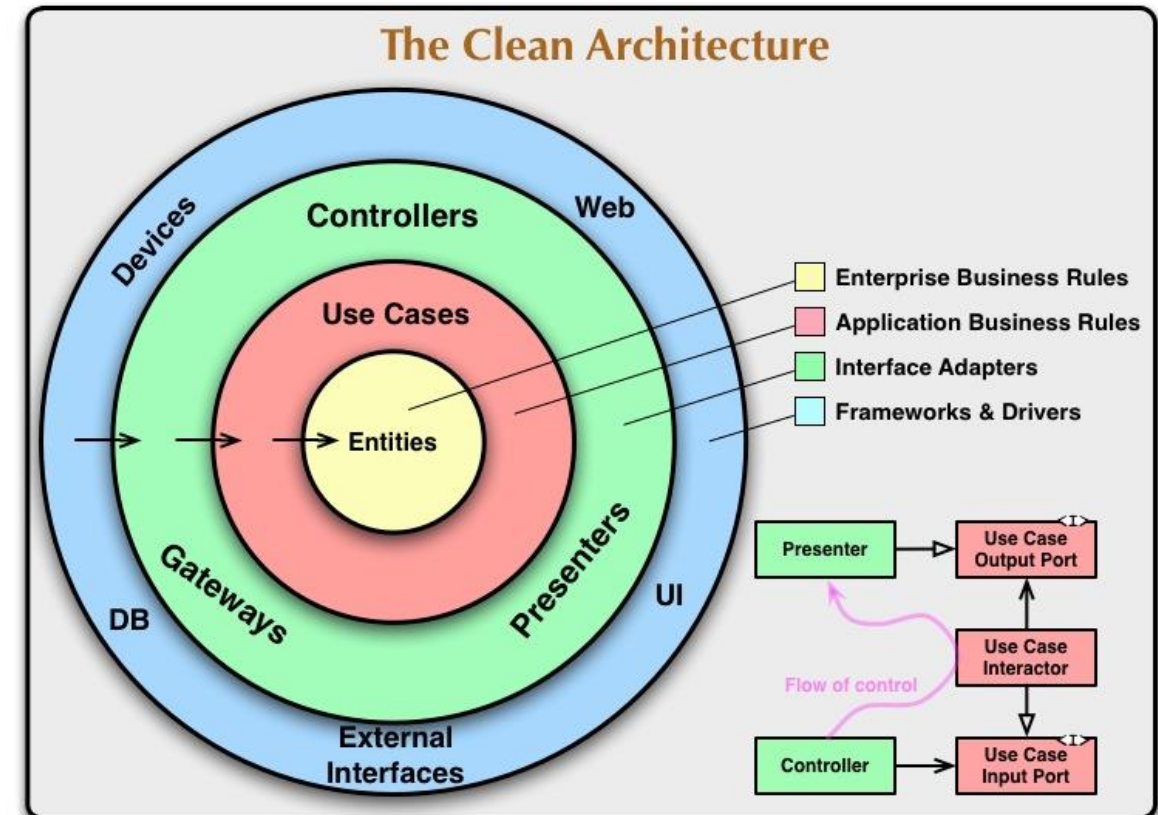 The Clean Architecture
Devices
Web
Controllers
Use Cases
Entities
Gateways
Presenters
DB
UI
External
Interfaces
Enterprise Business Rules
Application Business Rules
Interface Adapters
Frameworks & Drivers
Presenter
<I>
Use Case
Output Port
Use Case
Interactor
Flow of control
Controller
<I>
Use Case
Input Port